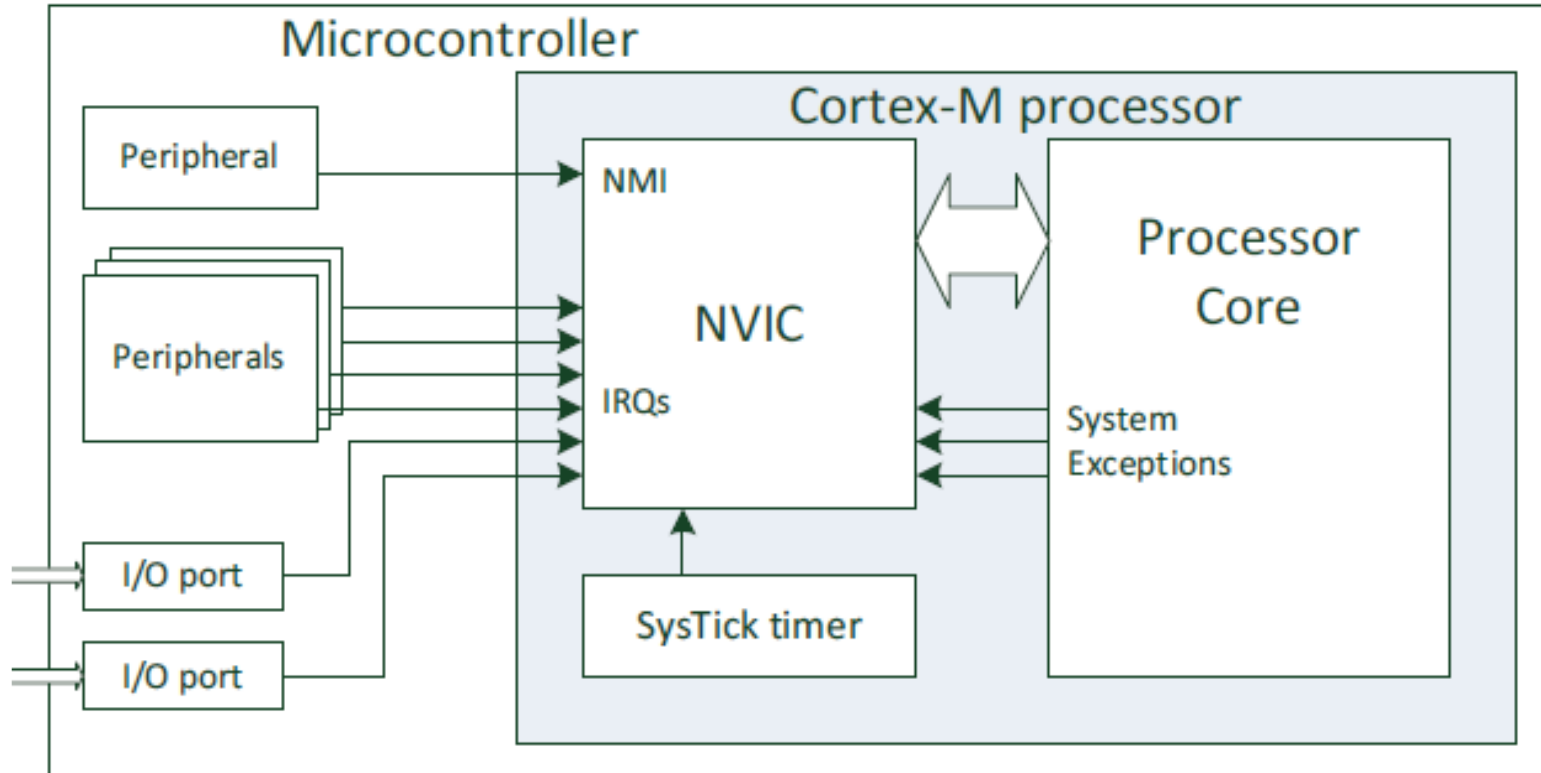 Microcontroller
Cortex-M processor
Peripheral
NMI
Processor
Core
NVIC
Peripherals
IRQs
System
Exceptions
I/O port
SysTick timer
I/O port